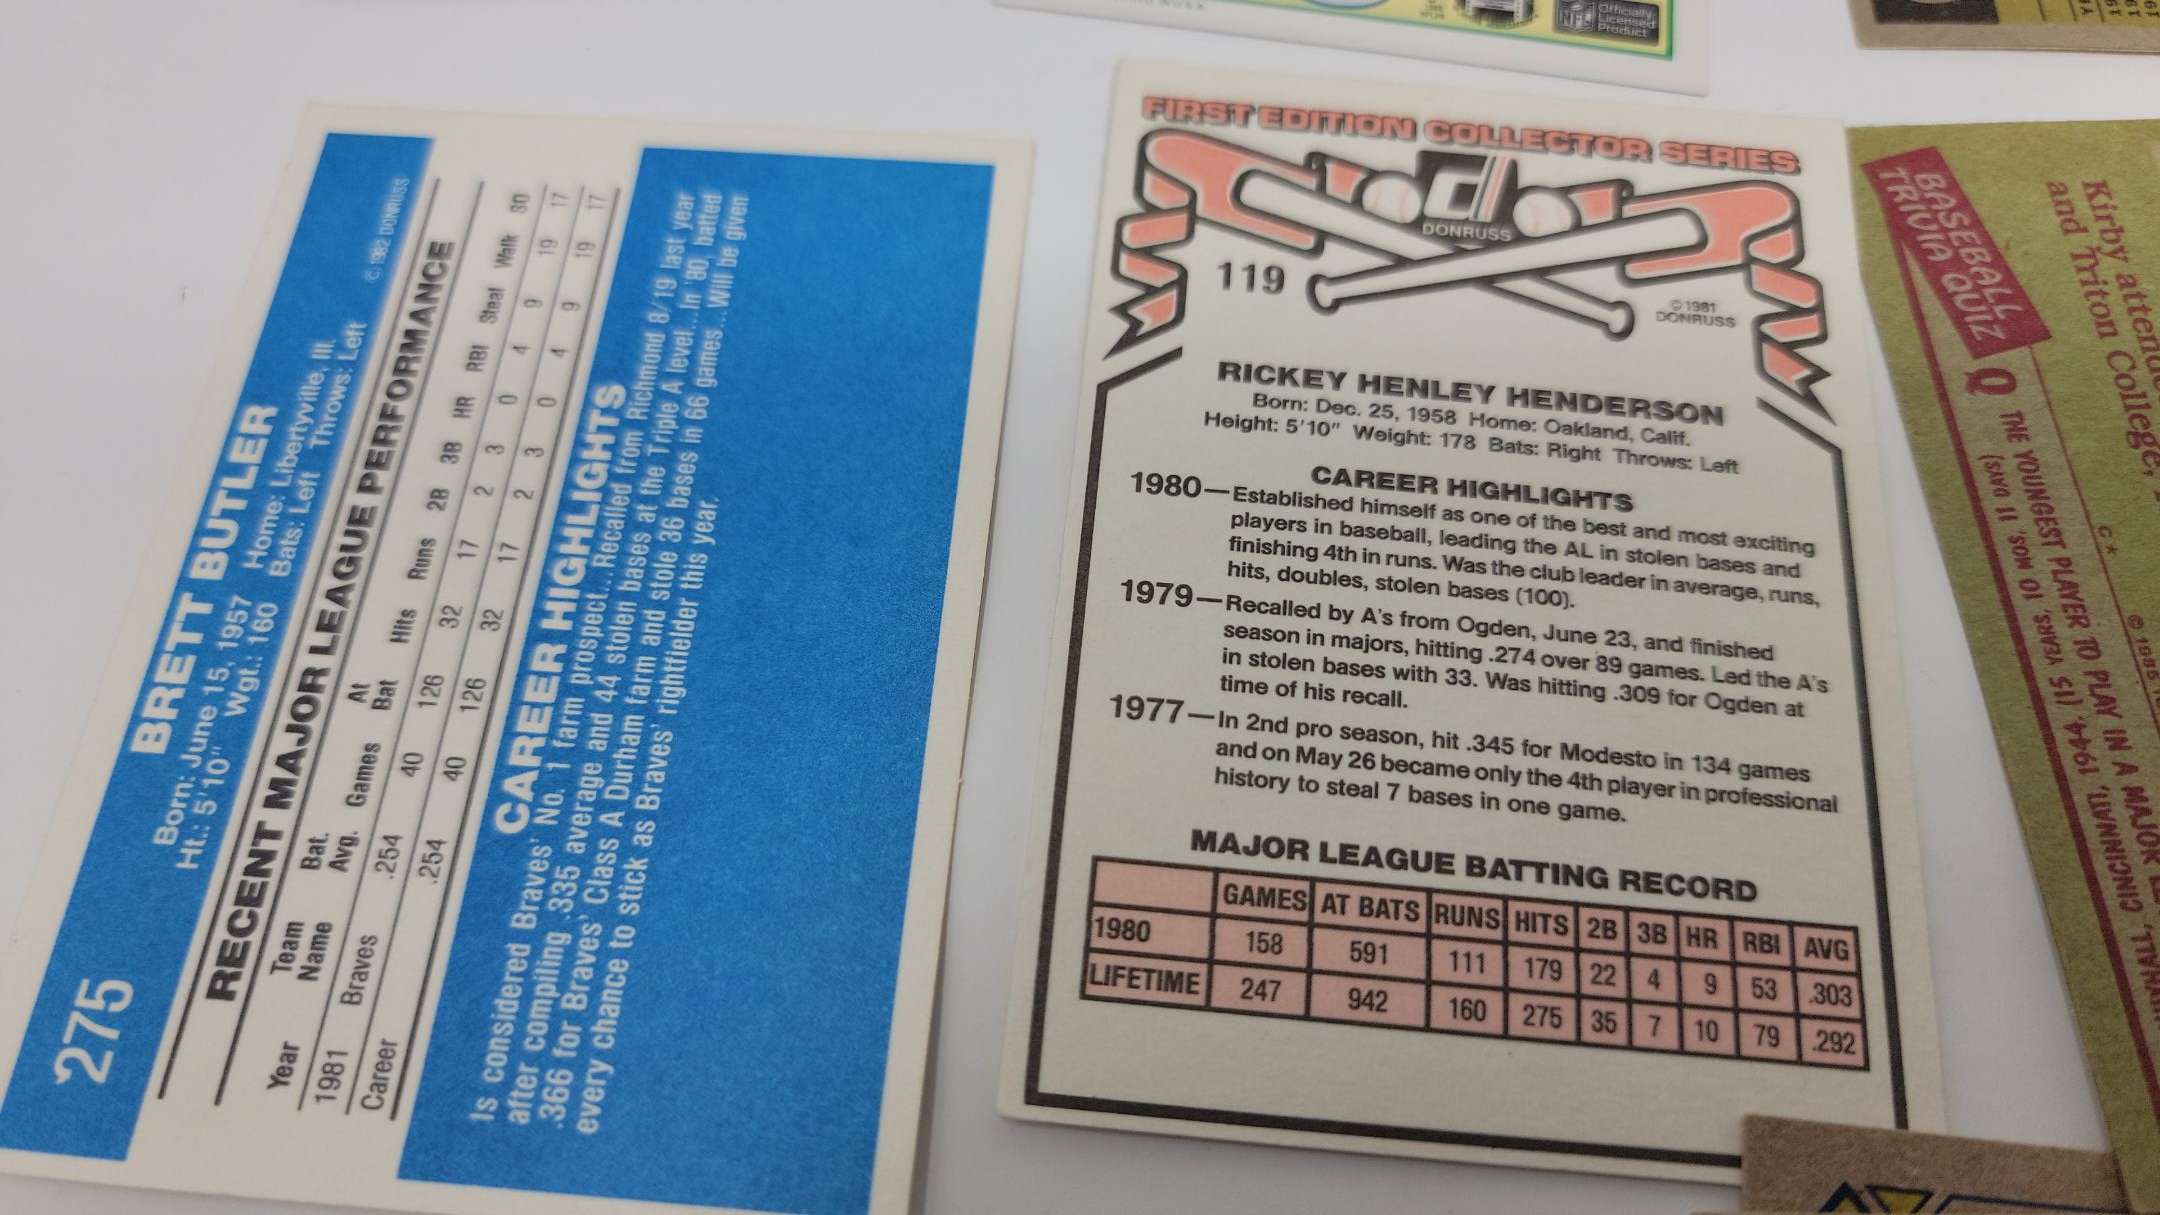 Officially
Licensed
Product
NFL
275
BRETT BUTLER
Born: June 15, 1957 Home: Libertyville, Ill.
Ht.: 5'10" Wgt.: 160 Bats: Left Throws: Left
© 1982 DONRUSS
RECENT MAJOR LEAGUE PERFORMANCE
Year Team Name Bat. Avg. Games At Bat Hits Runs 2B 3B HR RBI Steal Walk SO
1981 Braves .254 40 126 32 17 2 3 0 4 9 19 17
Career .254 40 126 32 17 2 3 0 4 9 19 17
CAREER HIGHLIGHTS
Is considered Braves' No. 1 farm prospect...Recalled from Richmond 8/19 last year
after compiling .335 average and 44 stolen bases at the Triple A level...In '80, batted
.366 for Braves' Class A Durham farm and stole 36 bases in 66 games...Will be given
every chance to stick as Braves' rightfielder this year.
FIRST EDITION COLLECTOR SERIES
DONRUSS
119
© 1981
DONRUSS
RICKEY HENLEY HENDERSON
Born: Dec. 25, 1958 Home: Oakland, Calif.
Height: 5'10" Weight: 178 Bats: Right Throws: Left
CAREER HIGHLIGHTS
1980—Established himself as one of the best and most exciting
players in baseball, leading the AL in stolen bases and
finishing 4th in runs. Was the club leader in average, runs,
hits, doubles, stolen bases (100).
1979—Recalled by A's from Ogden, June 23, and finished
season in majors, hitting .274 over 89 games. Led the A's
in stolen bases with 33. Was hitting .309 for Ogden at
time of his recall.
1977—In 2nd pro season, hit .345 for Modesto in 134 games
and on May 26 became only the 4th player in professional
history to steal 7 bases in one game.
MAJOR LEAGUE BATTING RECORD
GAMES AT BATS RUNS HITS 2B 3B HR RBI AVG
1980 158 591 111 179 22 4 9 53 .303
LIFETIME 247 942 160 275 35 7 10 79 .292
Kirby
and Triton College,
BASEBALL
TRIVIA QUIZ
Q THE YOUNGEST PLAYER TO PLAY IN A MAJOR